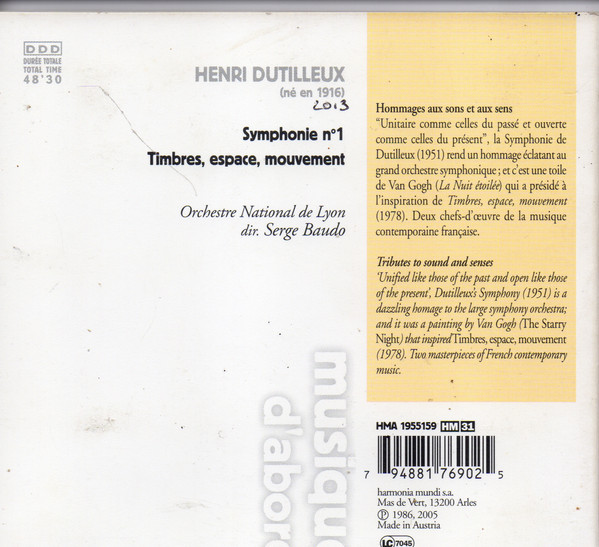 DDD
DURÉE TOTALE
TOTAL TIME
48'30
HENRI DUTILLEUX
(né en 1916)
2013
Symphonie n°1
Timbres, espace, mouvement
Orchestre National de Lyon
dir. Serge Baudo
musique
d'abord
Hommages aux sons et aux sens
“Unitaire comme celles du passé et ouverte
comme celles du présent”, la Symphonie de
Dutilleux (1951) rend un hommage éclatant au
grand orchestre symphonique ; et c'est une toile
de Van Gogh (La Nuit étoilée) qui a présidé à
l'inspiration de Timbres, espace, mouvement
(1978). Deux chefs-d'œuvre de la musique
contemporaine française.
Tributes to sound and senses
‘Unified like those of the past and open like those
of the present’, Dutilleux's Symphony (1951) is a
dazzling homage to the large symphony orchestra;
and it was a painting by Van Gogh (The Starry
Night) that inspired Timbres, espace, mouvement
(1978). Two masterpieces of French contemporary
music.
HMA 1955159 HM 31
7 94881 76902 5
harmonia mundi s.a.
Mas de Vert, 13200 Arles
℗ 1986, 2005
Made in Austria
LC 7045